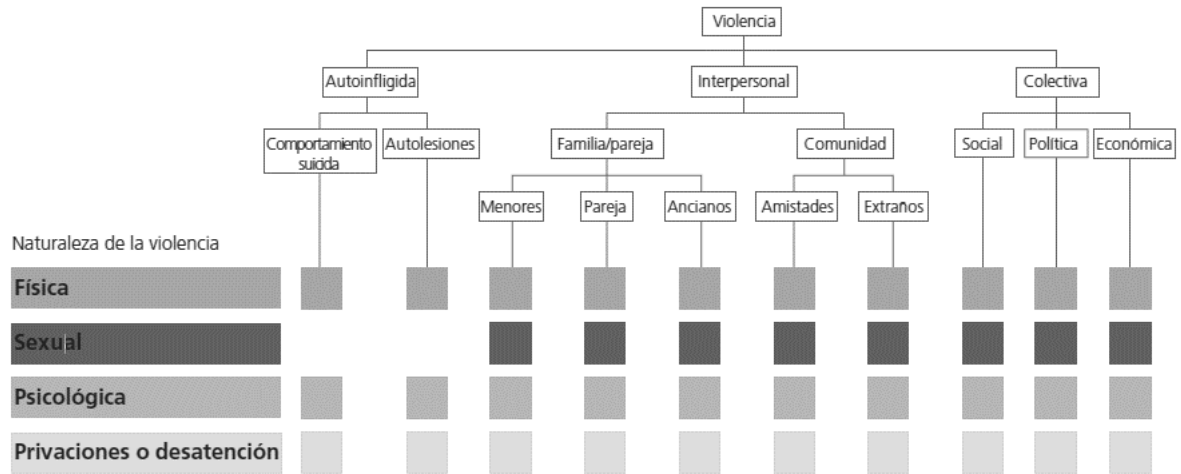 Violencia
Autoinfligida
Interpersonal
Colectiva
Comportamiento
suicida
Autolesiones
Familia/pareja
Comunidad
Social
Política
Económica
Menores
Pareja
Ancianos
Amistades
Extraños
Naturaleza de la violencia
Física
Sexual
Psicológica
Privaciones o desatención